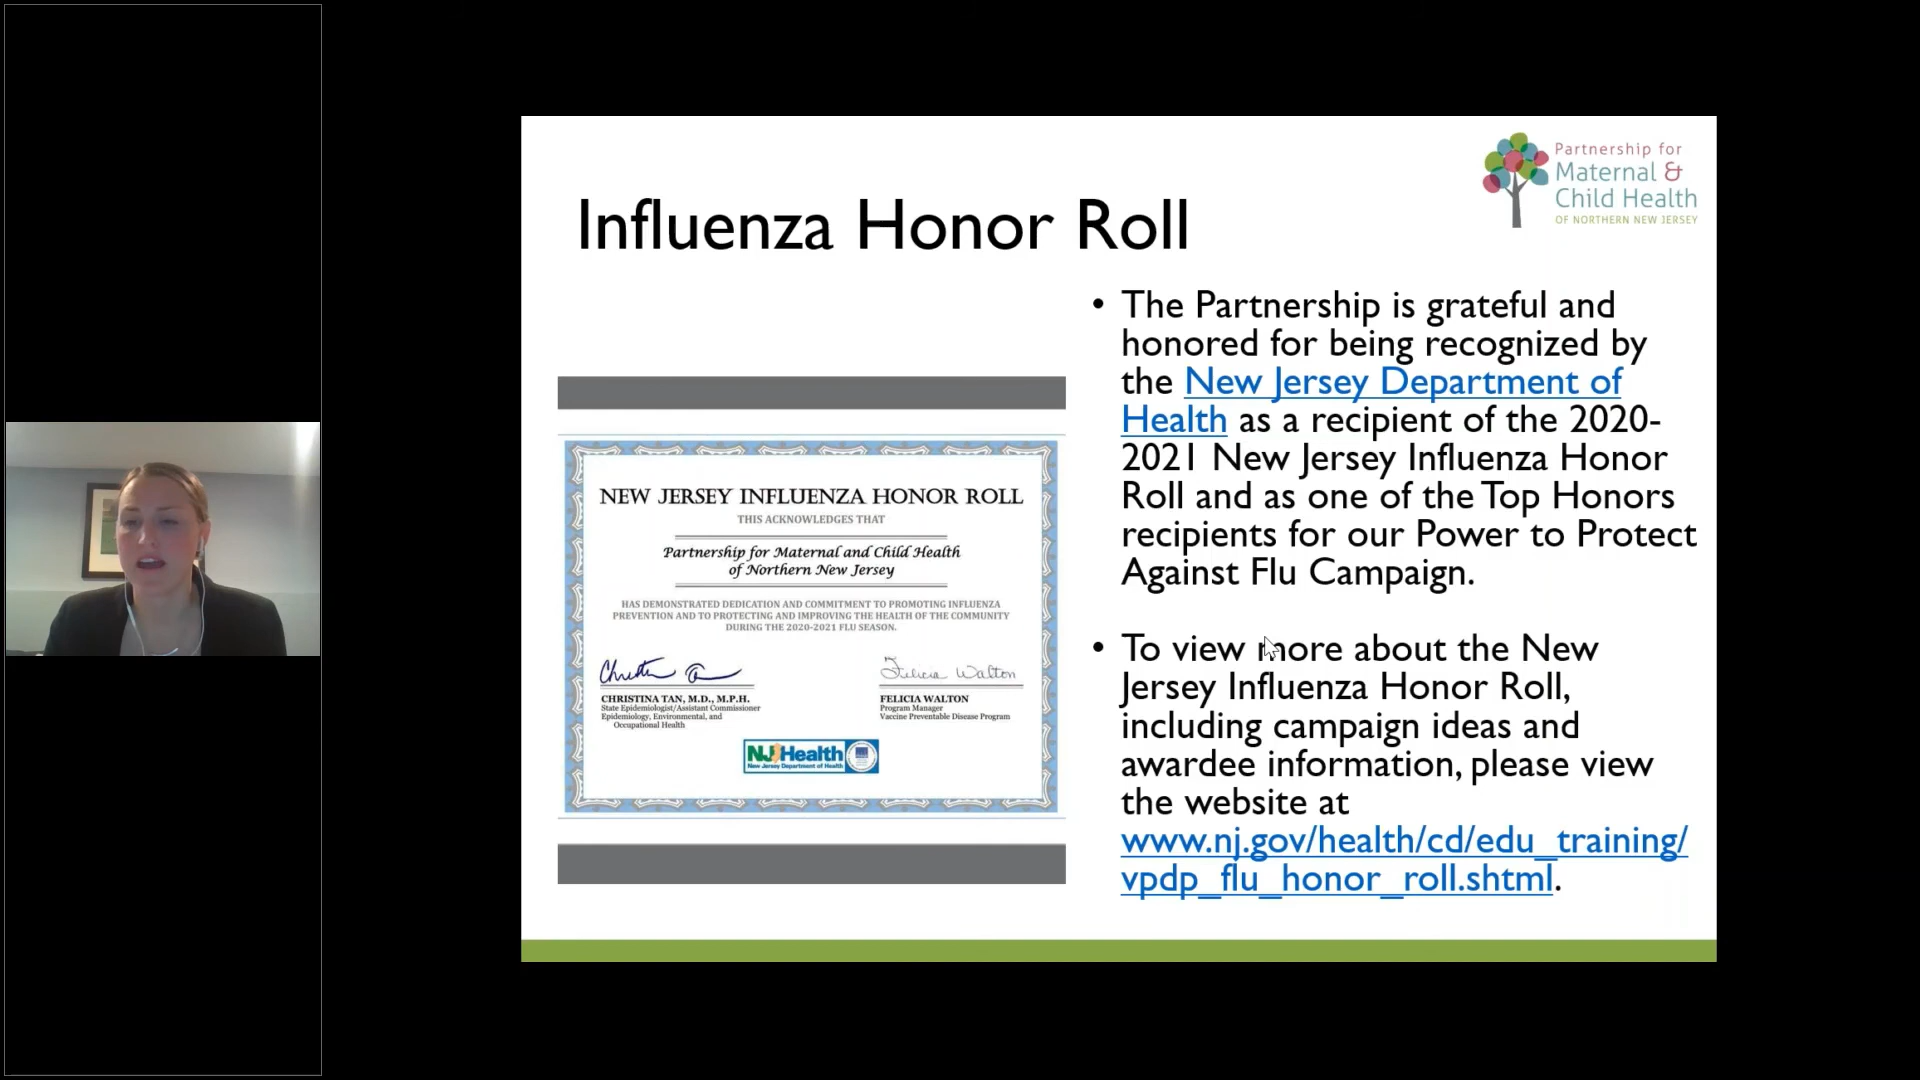 Partnership for
Maternal &
Child Health
OF NORTHERN NEW JERSEY
Influenza Honor Roll
NEW JERSEY INFLUENZA HONOR ROLL
THIS ACKNOWLEDGES THAT
Partnership for Maternal and Child Health
of Northern New Jersey
HAS DEMONSTRATED DEDICATION AND COMMITMENT TO PROMOTING INFLUENZA
PREVENTION AND TO PROTECTING AND IMPROVING THE HEALTH OF THE COMMUNITY
DURING THE 2020-2021 FLU SEASON.
Felicia Walton
CHRISTINA TAN, M.D., M.P.H.
State Epidemiologist/Assistant Commissioner
Epidemiology, Environmental, and
Occupational Health
FELICIA WALTON
Program Manager
Vaccine Preventable Disease Program
NJ Health
New Jersey Department of Health
• The Partnership is grateful and
honored for being recognized by
the New Jersey Department of
Health as a recipient of the 2020-
2021 New Jersey Influenza Honor
Roll and as one of the Top Honors
recipients for our Power to Protect
Against Flu Campaign.
• To view more about the New
Jersey Influenza Honor Roll,
including campaign ideas and
awardee information, please view
the website at
www.nj.gov/health/cd/edu_training/
vpdp_flu_honor_roll.shtml.